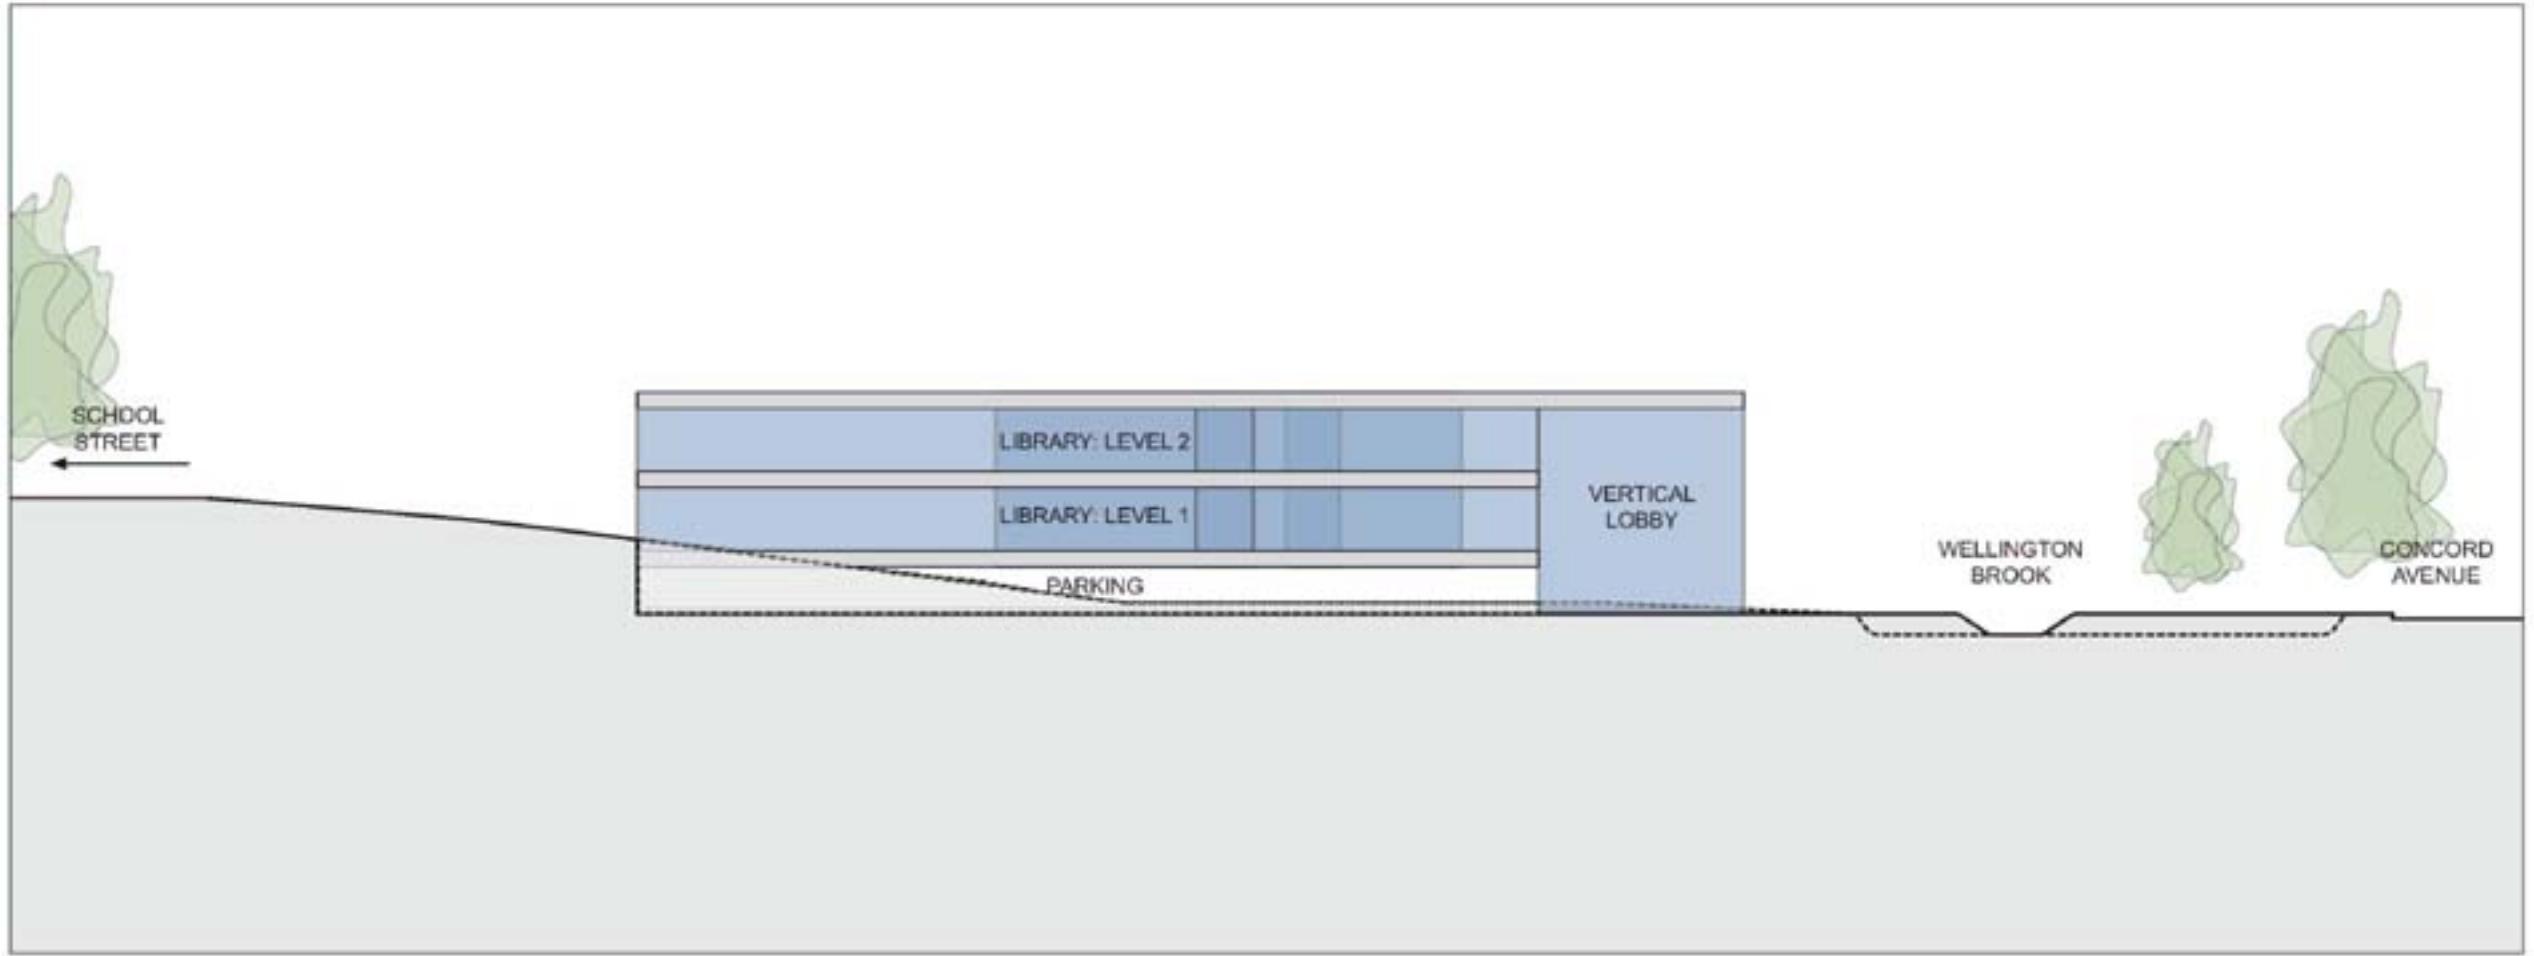 SCHOOL
STREET
LIBRARY: LEVEL 2
LIBRARY: LEVEL 1
PARKING
VERTICAL
LOBBY
WELLINGTON
BROOK
CONCORD
AVENUE